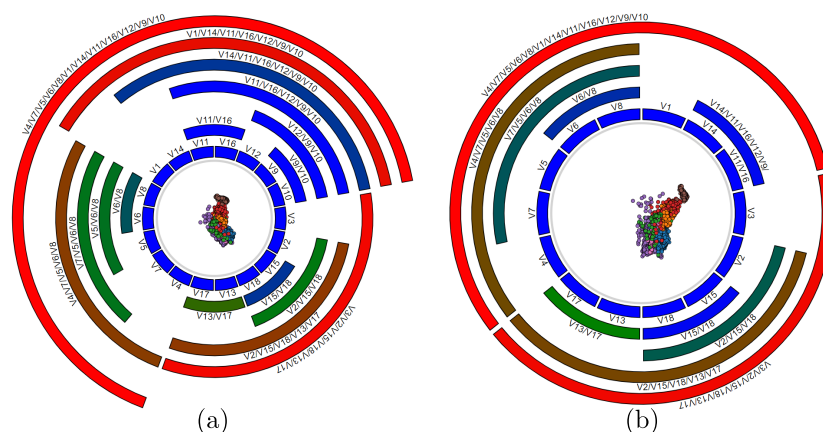 V4/V7/V5/V6/V8/V1/V14/V11/V16/V12/V9/V10
V1/V14/V11/V16/V12/V9/V10
V14/V11/V16/V12/V9/V10
V11/V16/V12/V9/V10
V12/V9/V10
V9/V10
V11/V16
V1
V14
V11
V16
V12
V9
V10
V3
V2
V15
V18
V13
V17
V4
V7
V5
V6
V8
V6/V8
V5/V6/V8
V7/V5/V6/V8
V4/V7/V5/V6/V8
V13/V17
V15/V18
V2/V15/V18
V2/V15/V18/V13/V17
V3/V2/V15/V18/V13/V17
(a)
V4/V7/V5/V6/V8/V1/V14/V11/V16/V12/V9/V10
V4/V7/V5/V6/V8
V7/V5/V6/V8
V6/V8
V14/V11/V16/V12/V9/
V11/V16
V8
V1
V14
V3
V2
V15
V18
V13
V17
V4
V7
V5
V6
V13/V17
V15/V18
V2/V15/V18
V2/V15/V18/V13/V17
V3/V2/V15/V18/V13/V17
(b)